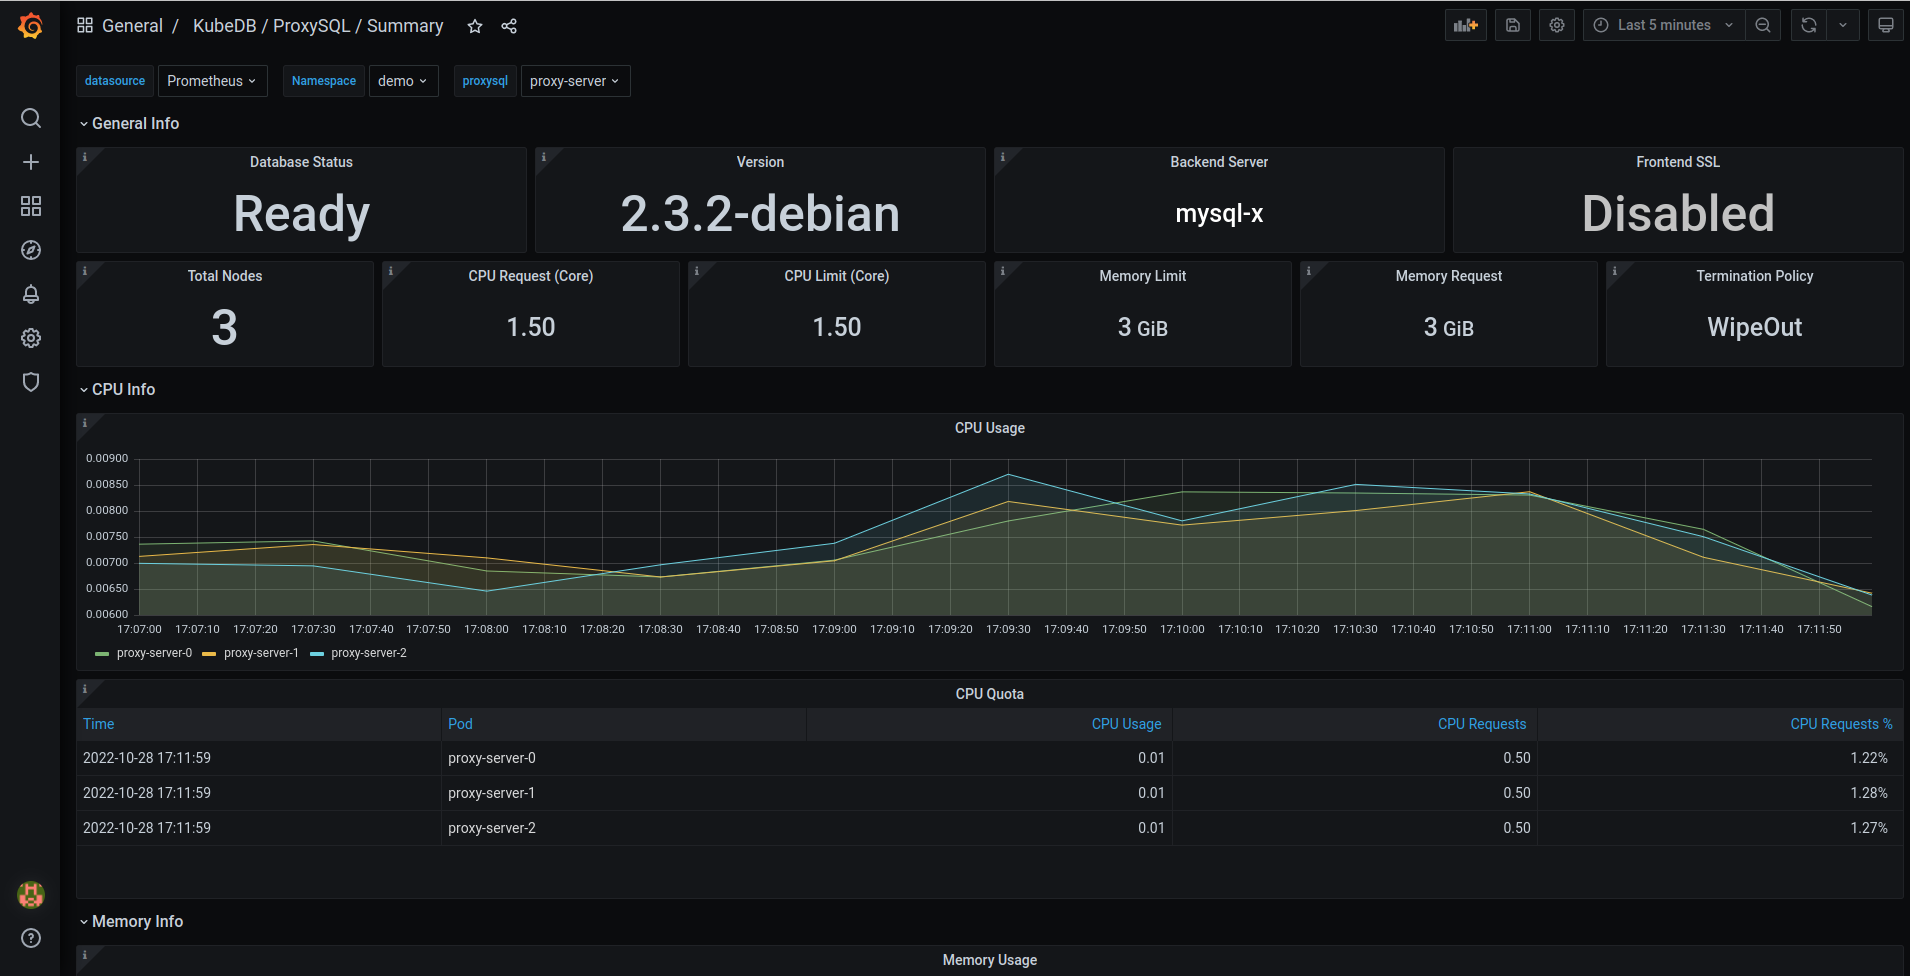 General / KubeDB / ProxySQL / Summary
Last 5 minutes
datasource Prometheus Namespace demo proxysql proxy-server
General Info
Database Status
Ready
Version
2.3.2-debian
Backend Server
mysql-x
Frontend SSL
Disabled
Total Nodes
3
CPU Request (Core)
1.50
CPU Limit (Core)
1.50
Memory Limit
3 GiB
Memory Request
3 GiB
Termination Policy
WipeOut
CPU Info
CPU Usage
0.00900
0.00850
0.00800
0.00750
0.00700
0.00650
0.00600
17:07:00 17:07:10 17:07:20 17:07:30 17:07:40 17:07:50 17:08:00 17:08:10 17:08:20 17:08:30 17:08:40 17:08:50 17:09:00 17:09:10 17:09:20 17:09:30 17:09:40 17:09:50 17:10:00 17:10:10 17:10:20 17:10:30 17:10:40 17:10:50 17:11:00 17:11:10 17:11:20 17:11:30 17:11:40 17:11:50
proxy-server-0 proxy-server-1 proxy-server-2
CPU Quota
Time Pod CPU Usage CPU Requests CPU Requests %
2022-10-28 17:11:59 proxy-server-0 0.01 0.50 1.22%
2022-10-28 17:11:59 proxy-server-1 0.01 0.50 1.28%
2022-10-28 17:11:59 proxy-server-2 0.01 0.50 1.27%
Memory Info
Memory Usage